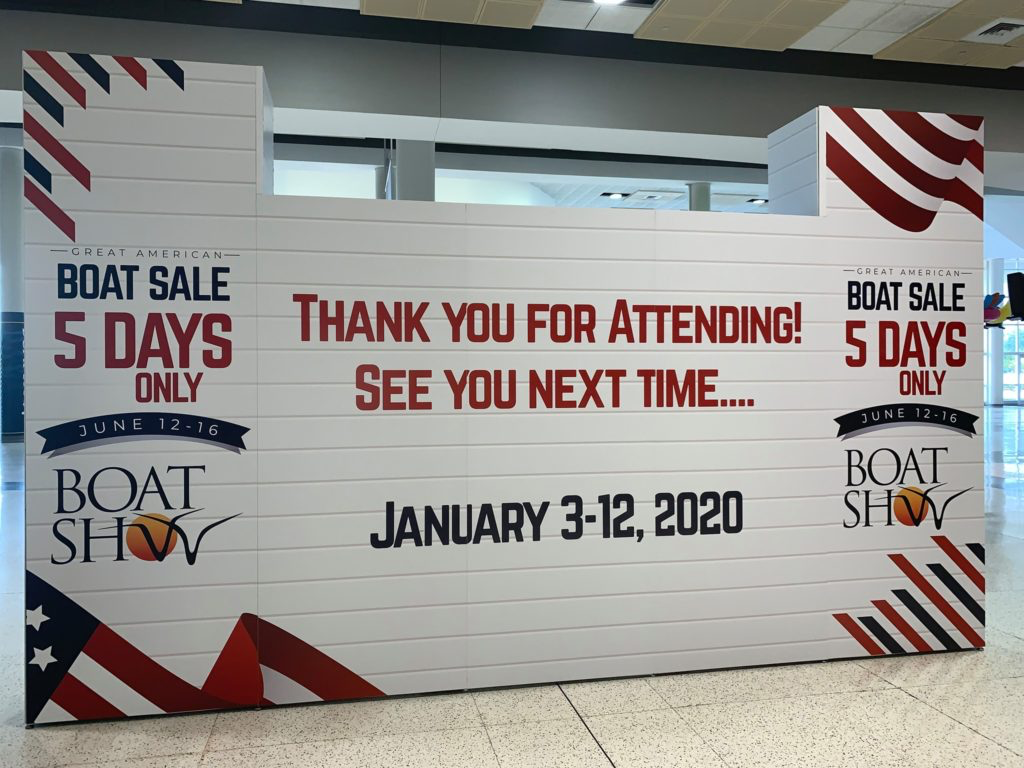 GREAT AMERICAN
BOAT SALE
5 DAYS
ONLY
JUNE 12-16
BOAT
SHOW
THANK YOU FOR ATTENDING!
SEE YOU NEXT TIME....
JANUARY 3-12, 2020
GREAT AMERICAN
BOAT SALE
5 DAYS
ONLY
JUNE 12-16
BOAT
SHOW